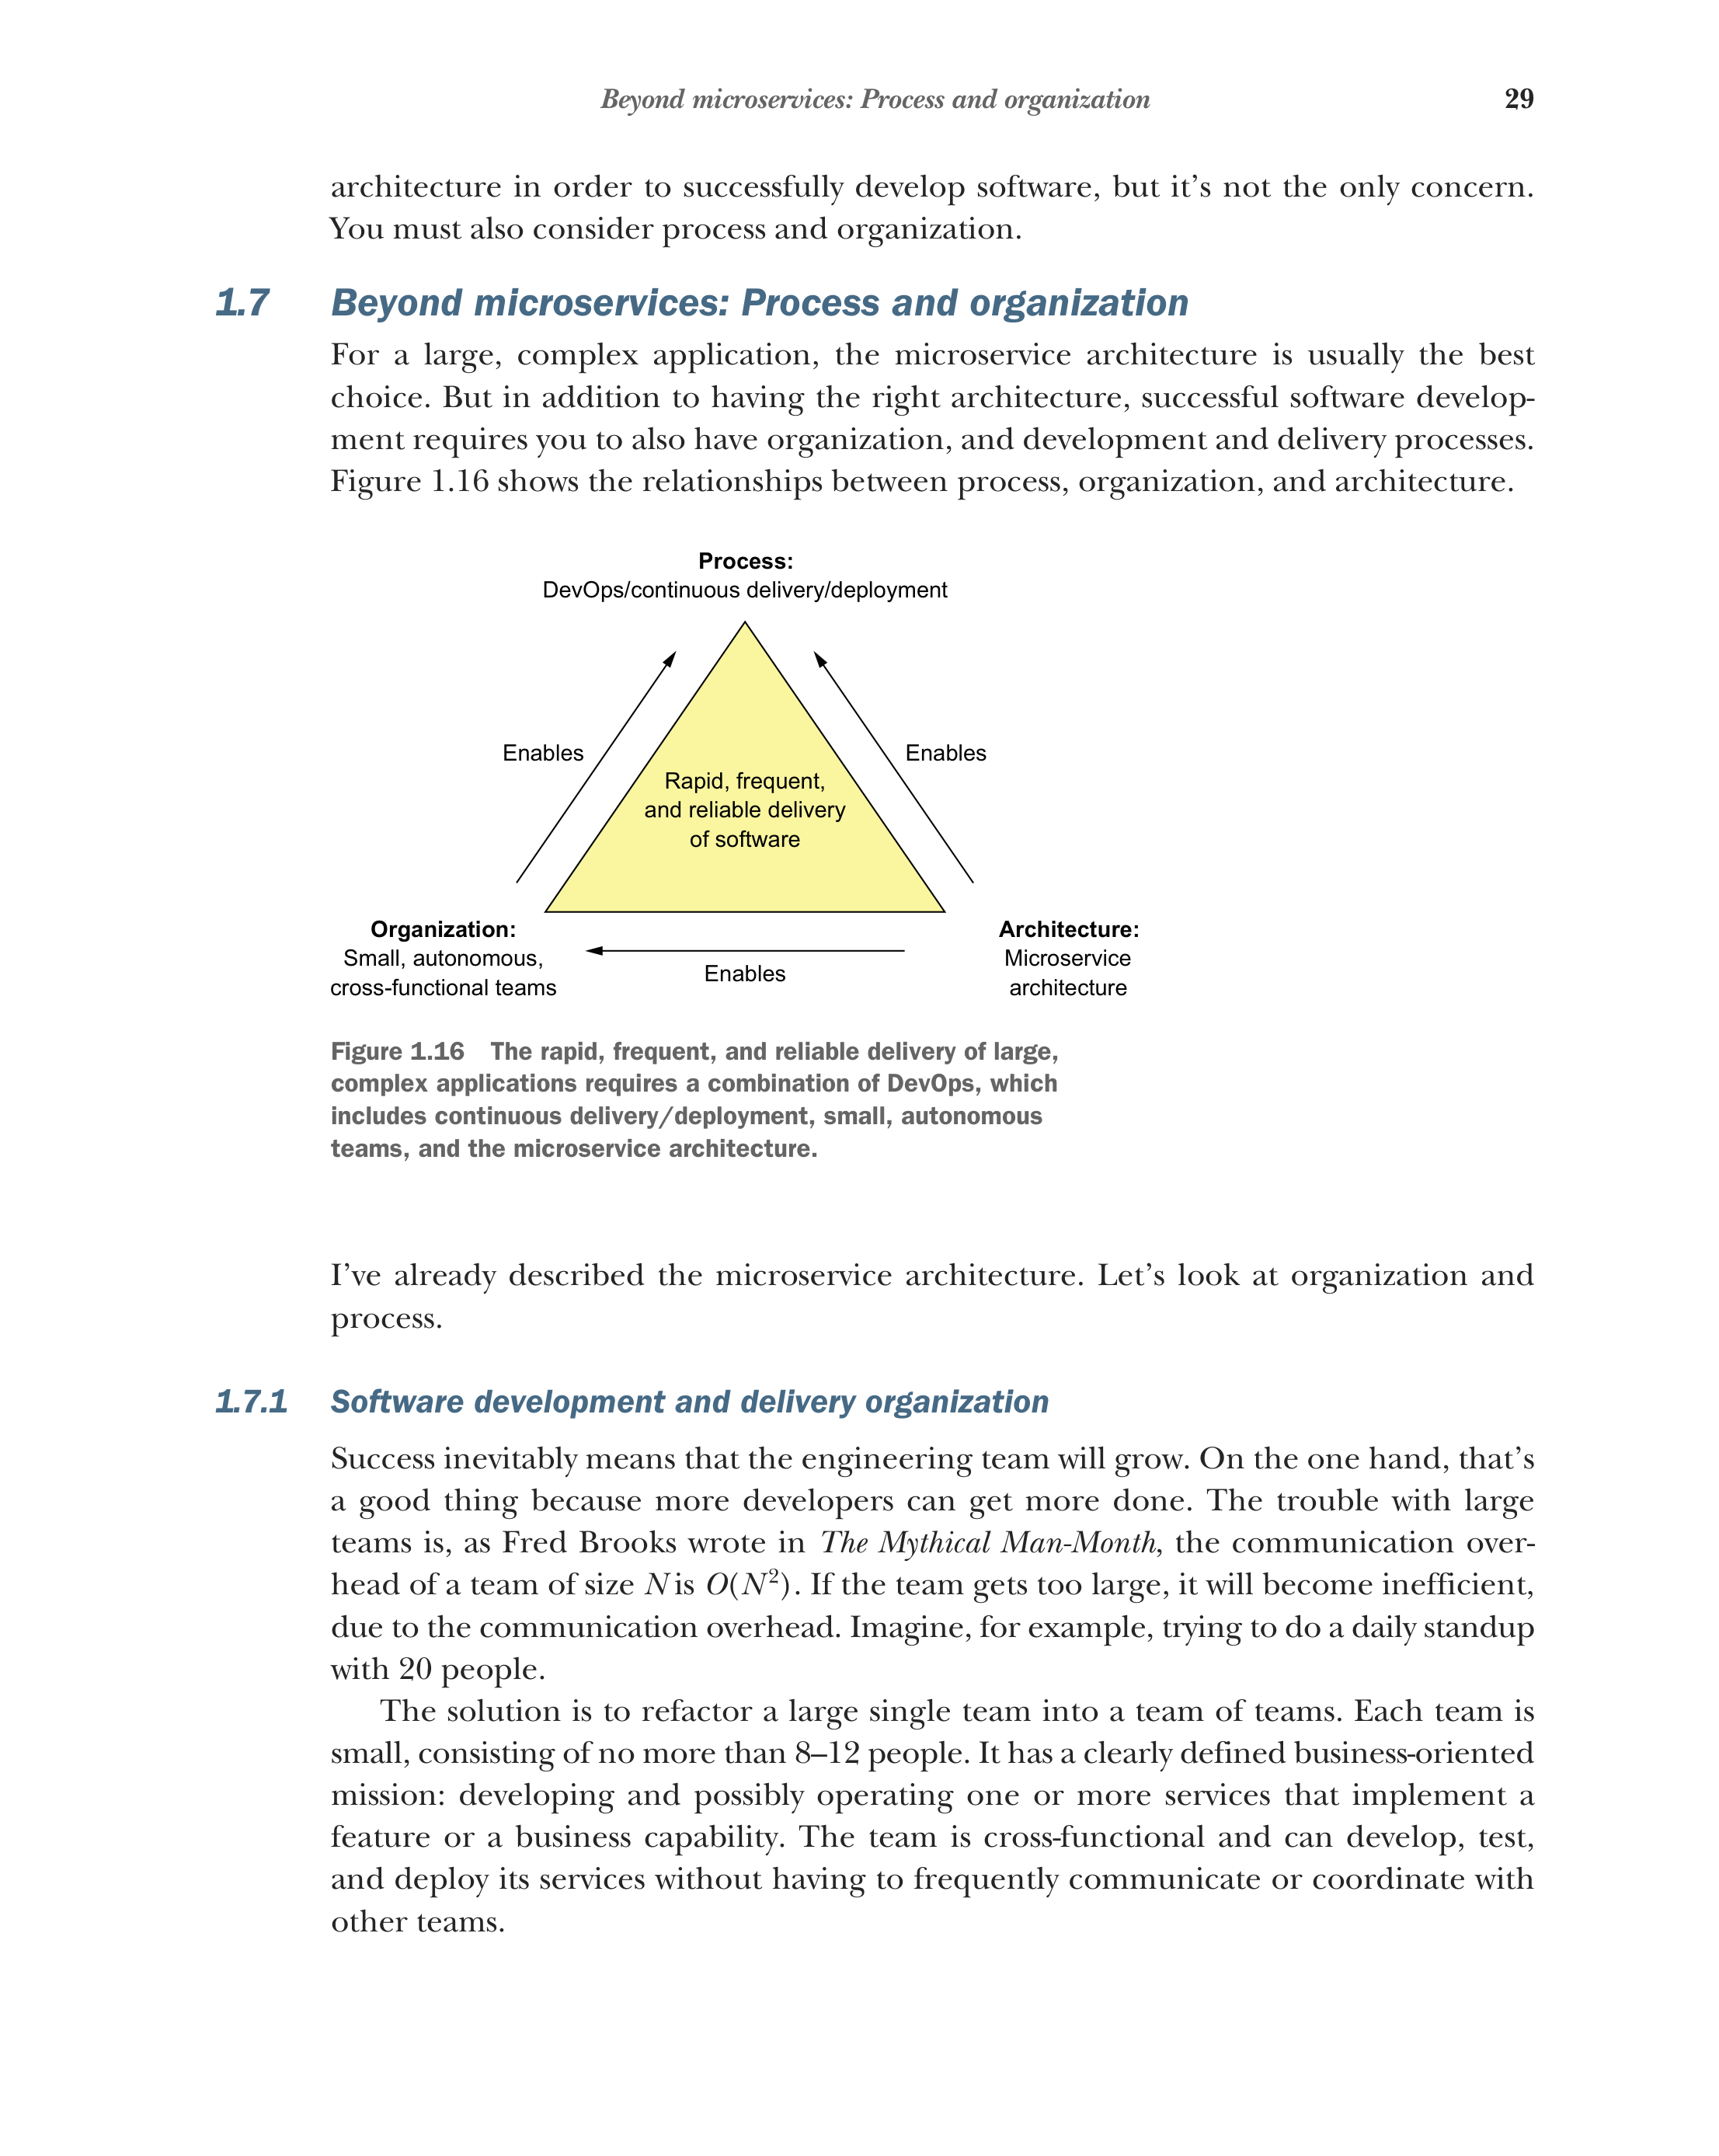 Beyond microservices: Process and organization 29
architecture in order to successfully develop software, but it’s not the only concern.
You must also consider process and organization.
1.7 Beyond microservices: Process and organization
For a large, complex application, the microservice architecture is usually the best
choice. But in addition to having the right architecture, successful software develop-
ment requires you to also have organization, and development and delivery processes.
Figure 1.16 shows the relationships between process, organization, and architecture.
Process:
DevOps/continuous delivery/deployment
Enables
Enables
Rapid, frequent,
and reliable delivery
of software
Organization:
Small, autonomous,
cross-functional teams
Enables
Architecture:
Microservice
architecture
Figure 1.16 The rapid, frequent, and reliable delivery of large,
complex applications requires a combination of DevOps, which
includes continuous delivery/deployment, small, autonomous
teams, and the microservice architecture.
I’ve already described the microservice architecture. Let’s look at organization and
process.
1.7.1 Software development and delivery organization
Success inevitably means that the engineering team will grow. On the one hand, that’s
a good thing because more developers can get more done. The trouble with large
teams is, as Fred Brooks wrote in The Mythical Man-Month, the communication over-
head of a team of size N is O(N²). If the team gets too large, it will become inefficient,
due to the communication overhead. Imagine, for example, trying to do a daily standup
with 20 people.
The solution is to refactor a large single team into a team of teams. Each team is
small, consisting of no more than 8–12 people. It has a clearly defined business-oriented
mission: developing and possibly operating one or more services that implement a
feature or a business capability. The team is cross-functional and can develop, test,
and deploy its services without having to frequently communicate or coordinate with
other teams.